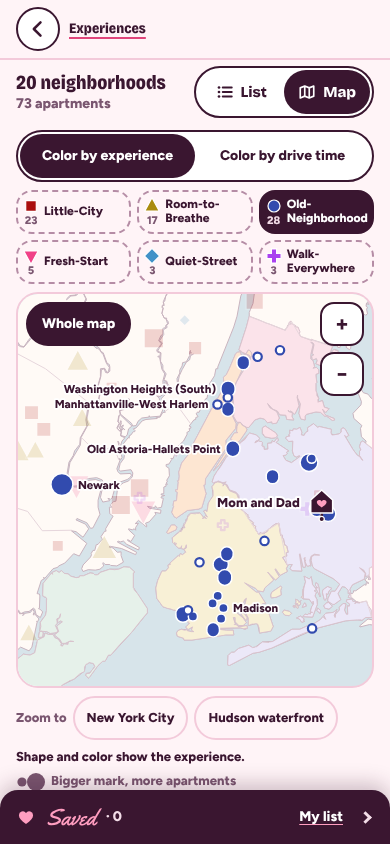 Experiences
20 neighborhoods
73 apartments
List
Map
Color by experience
Color by drive time
23 Little-City
17 Room-to-
Breathe
28 Old-
Neighborhood
5 Fresh-Start
3 Quiet-Street
3 Walk-
Everywhere
Whole map
+
−
Washington Heights (South)
Manhattanville-West Harlem
Old Astoria-Hallets Point
Newark
Mom and Dad
Madison
Zoom to
New York City
Hudson waterfront
Shape and color show the experience.
Bigger mark, more apartments
Saved · 0
My list